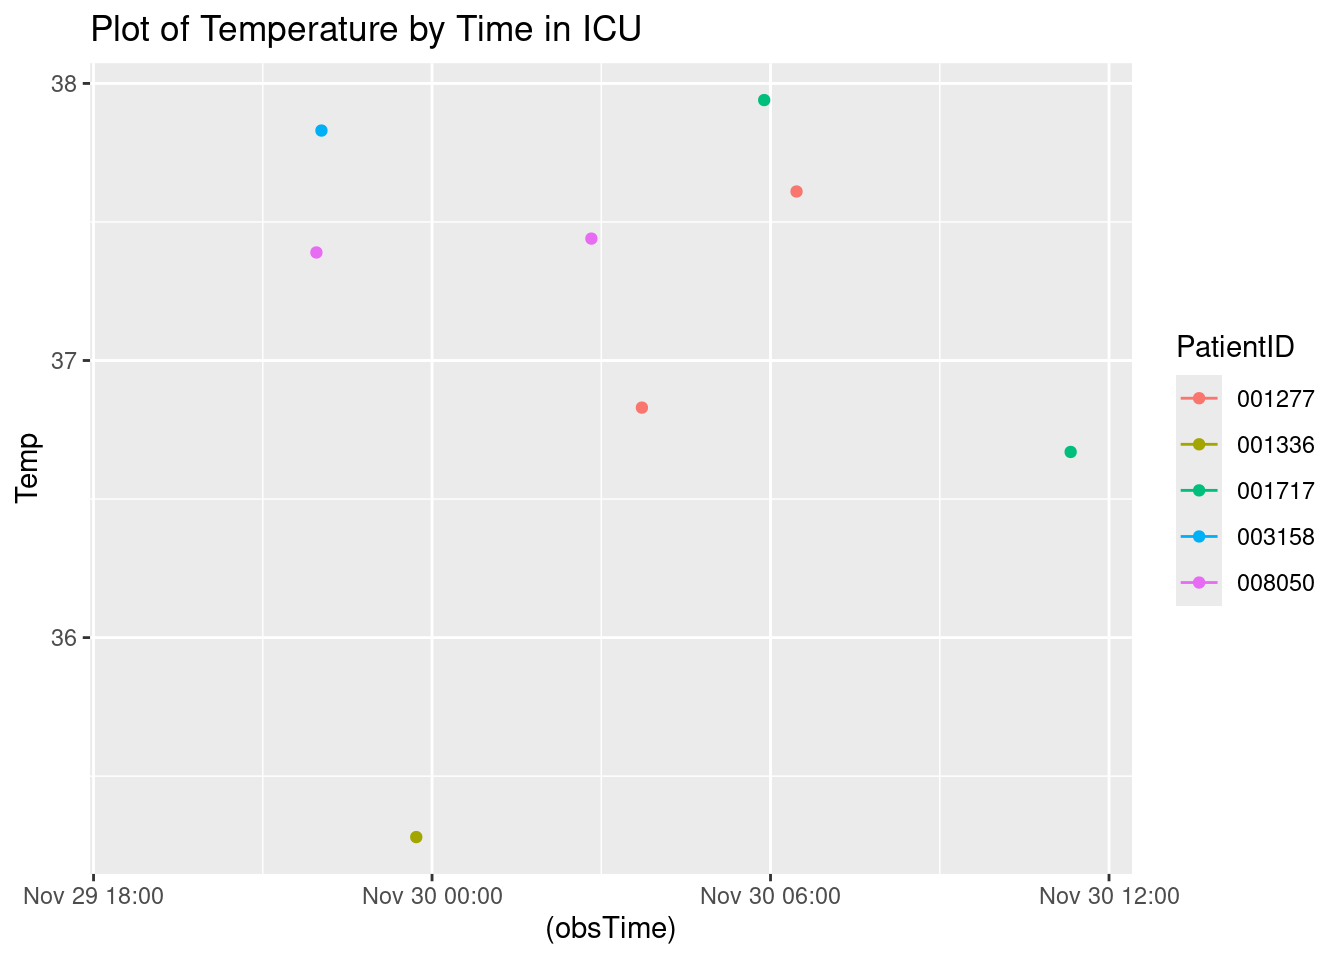 Plot of Temperature by Time in ICU
38
37
36
Temp
Nov 29 18:00
Nov 30 00:00
Nov 30 06:00
Nov 30 12:00
(obsTime)
PatientID
001277
001336
001717
003158
008050